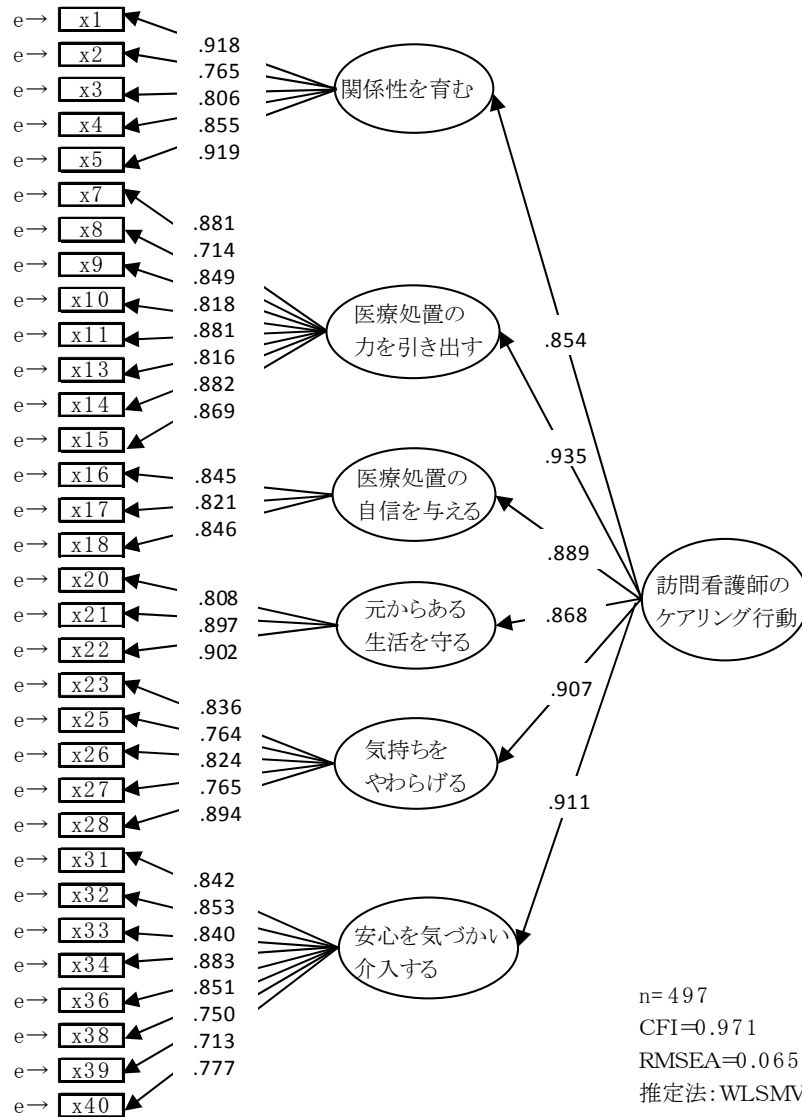 e→ x1
e→ x2
e→ x3
e→ x4
e→ x5
.918
.765
.806
.855
.919
関係性を育む
e→ x7
e→ x8
e→ x9
e→ x10
e→ x11
e→ x13
e→ x14
e→ x15
.881
.714
.849
.818
.881
.816
.882
.869
医療処置の
力を引き出す
e→ x16
e→ x17
e→ x18
.845
.821
.846
医療処置の
自信を与える
e→ x20
e→ x21
e→ x22
.808
.897
.902
元からある
生活を守る
e→ x23
e→ x25
e→ x26
e→ x27
e→ x28
.836
.764
.824
.765
.894
気持ちを
やわらげる
e→ x31
e→ x32
e→ x33
e→ x34
e→ x36
e→ x38
e→ x39
e→ x40
.842
.853
.840
.883
.851
.750
.713
.777
安心を気づかい
介入する
.854
.935
.889
.868
.907
.911
訪問看護師の
ケアリング行動
n=497
CFI=0.971
RMSEA=0.065
推定法:WLSMV